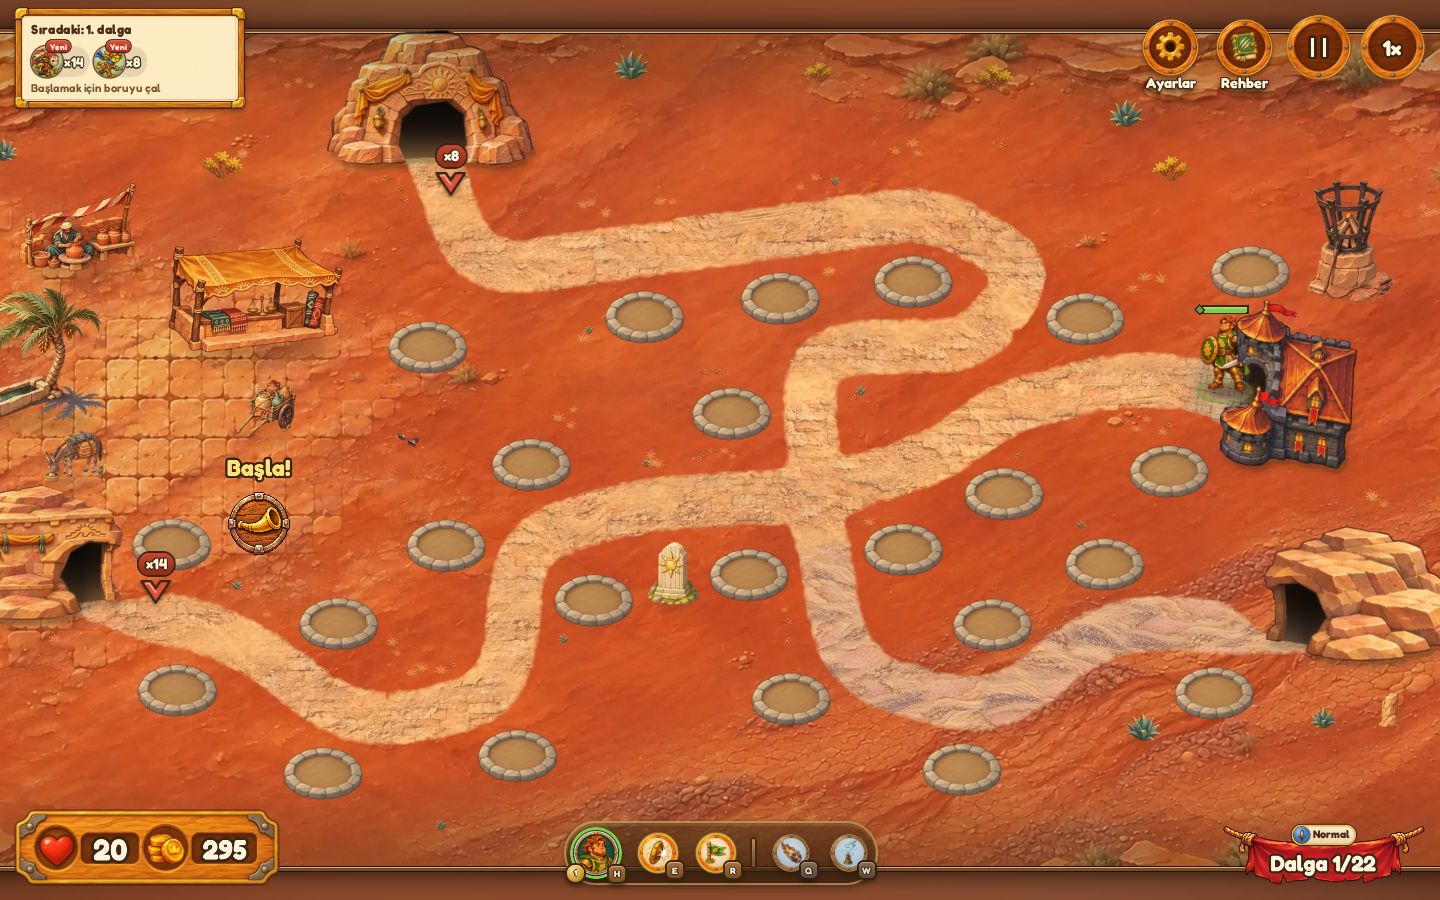 Sıradaki: 1. dalga
Yeni
Yeni
x14
x8
Başlamak için boruyu çal
Ayarlar
Rehber
1x
x8
Başla!
x14
20
295
1
H
E
R
Q
W
Normal
Dalga 1/22